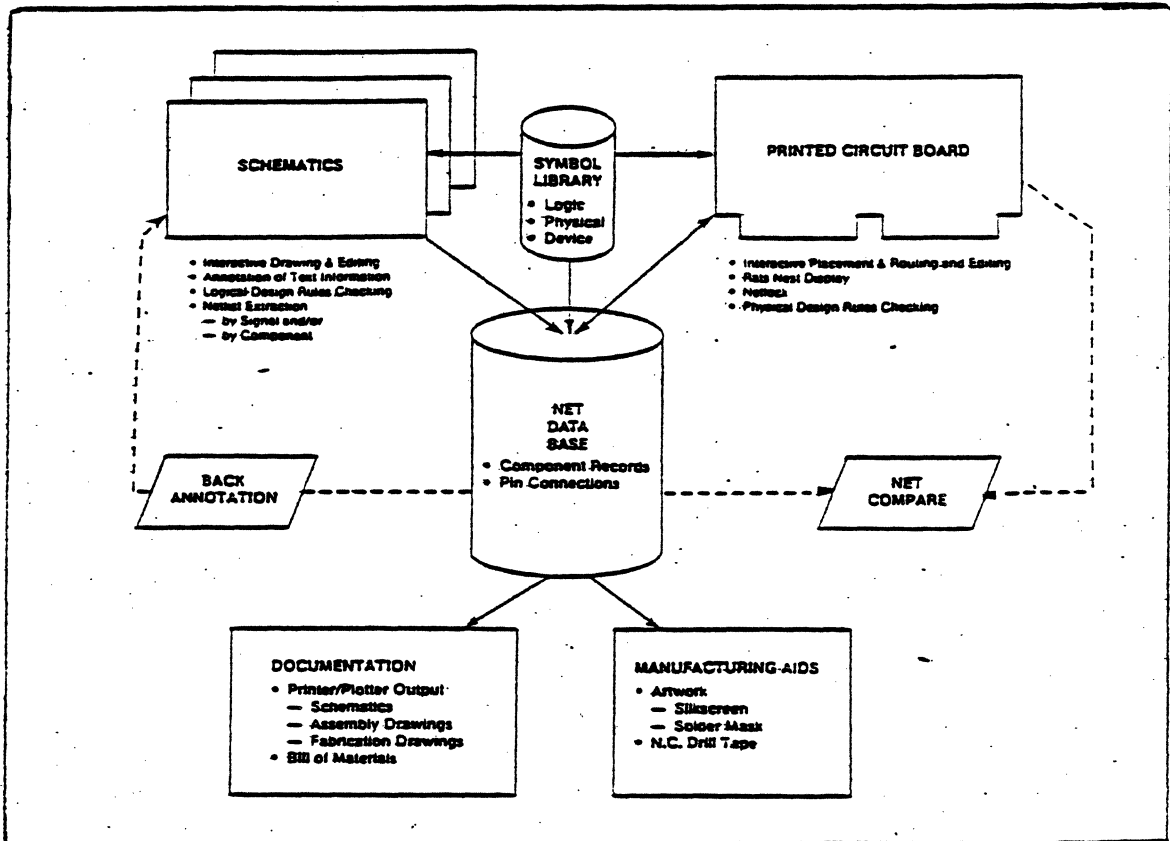 SCHEMATICS
SYMBOL
LIBRARY
• Logic
• Physical
• Device
PRINTED CIRCUIT BOARD
• Interactive Drawing & Editing
• Annotation of Text Information
• Logical Design Rules Checking
• Netlist Extraction
— by Signal and/or
— by Component
• Interactive Placement & Routing and Editing
• Rats Nest Display
• Netlock
• Physical Design Rules Checking
NET
DATA
BASE
• Component Records
• Pin Connections
BACK
ANNOTATION
NET
COMPARE
DOCUMENTATION
• Printer/Plotter Output
— Schematics
— Assembly Drawings
— Fabrication Drawings
• Bill of Materials
MANUFACTURING AIDS
• Artwork
— Silkscreen
— Solder Mask
• N.C. Drill Tape